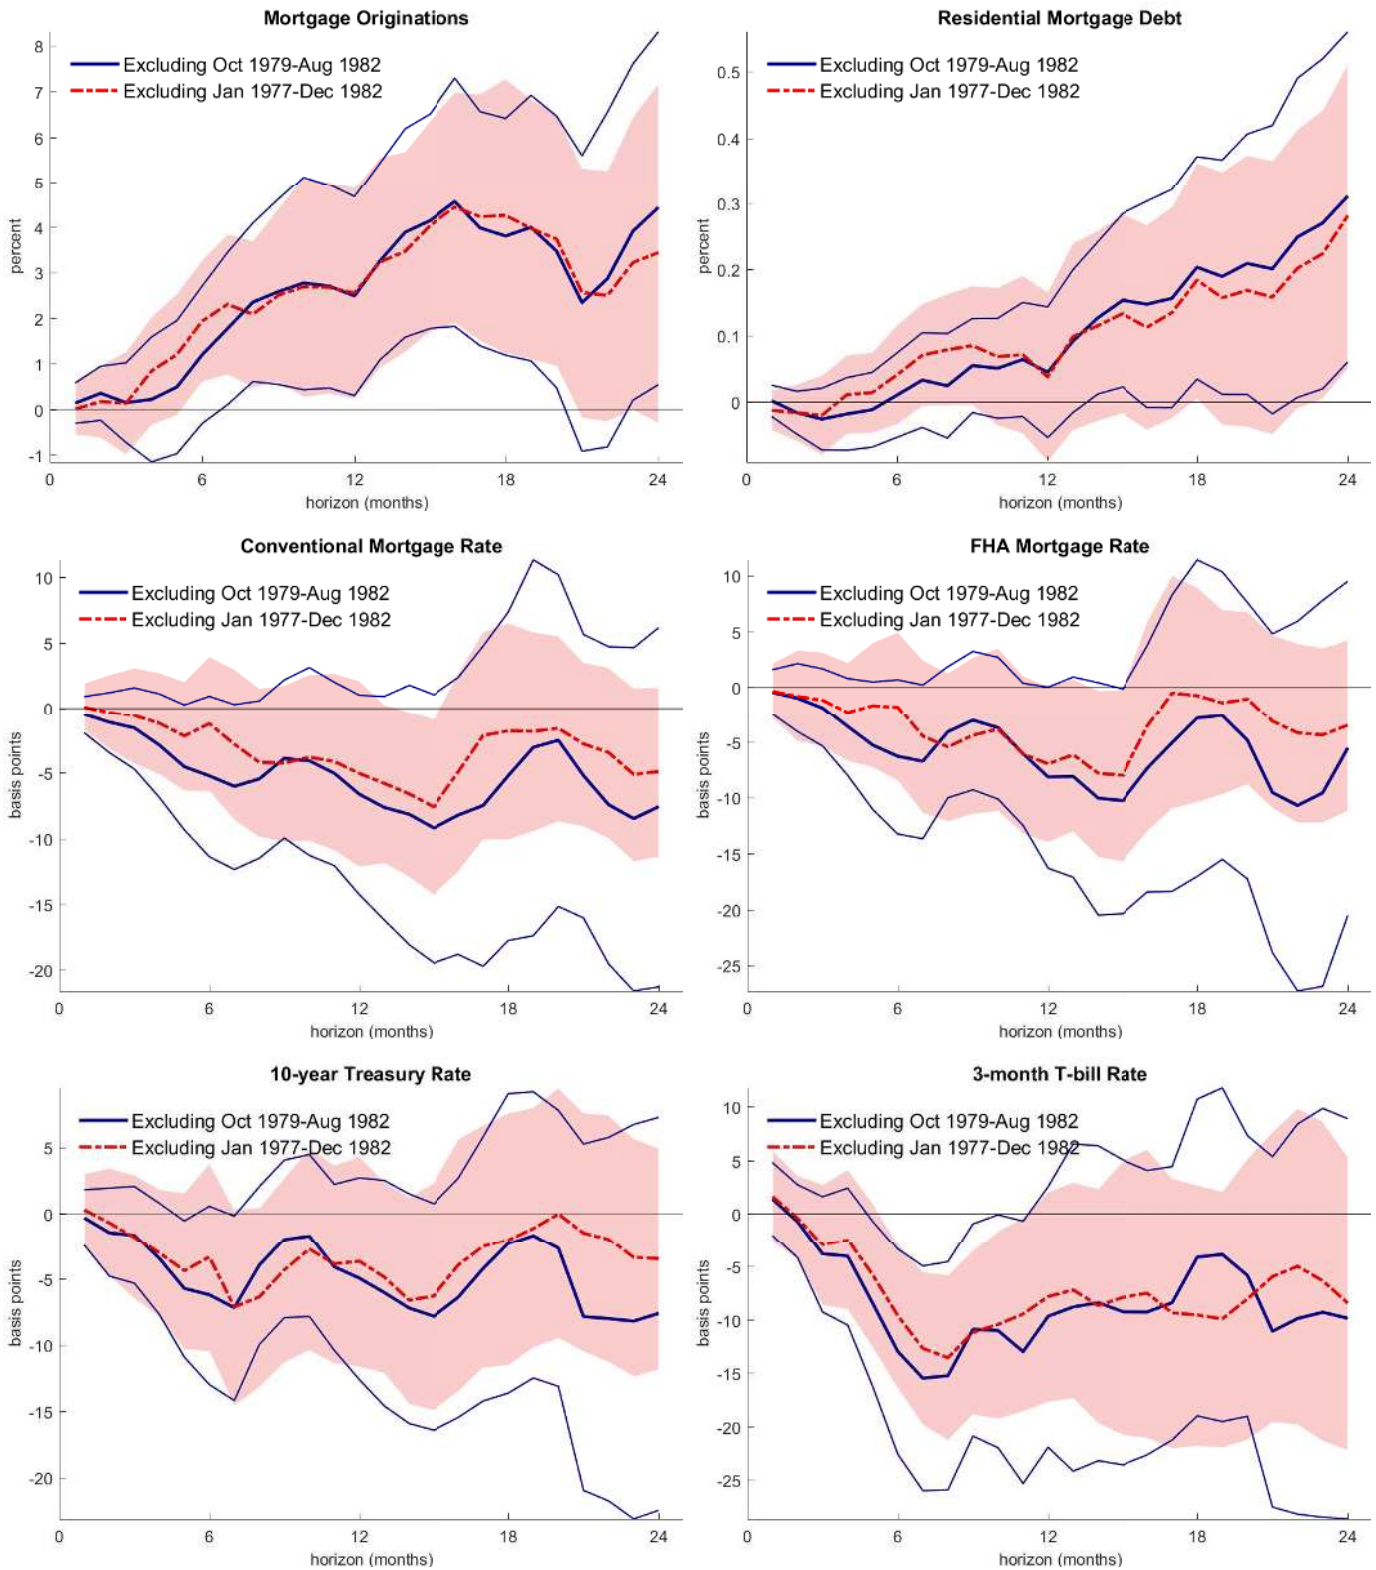 Mortgage Originations
Excluding Oct 1979-Aug 1982
Excluding Jan 1977-Dec 1982
percent
8
7
6
5
4
3
2
1
0
-1
0 6 12 18 24
horizon (months)
Residential Mortgage Debt
Excluding Oct 1979-Aug 1982
Excluding Jan 1977-Dec 1982
percent
0.5
0.4
0.3
0.2
0.1
0
0 6 12 18 24
horizon (months)
Conventional Mortgage Rate
Excluding Oct 1979-Aug 1982
Excluding Jan 1977-Dec 1982
basis points
10
5
0
-5
-10
-15
-20
0 6 12 18 24
horizon (months)
FHA Mortgage Rate
Excluding Oct 1979-Aug 1982
Excluding Jan 1977-Dec 1982
basis points
10
5
0
-5
-10
-15
-20
-25
0 6 12 18 24
horizon (months)
10-year Treasury Rate
Excluding Oct 1979-Aug 1982
Excluding Jan 1977-Dec 1982
basis points
5
0
-5
-10
-15
-20
0 6 12 18 24
horizon (months)
3-month T-bill Rate
Excluding Oct 1979-Aug 1982
Excluding Jan 1977-Dec 1982
basis points
10
5
0
-5
-10
-15
-20
-25
0 6 12 18 24
horizon (months)